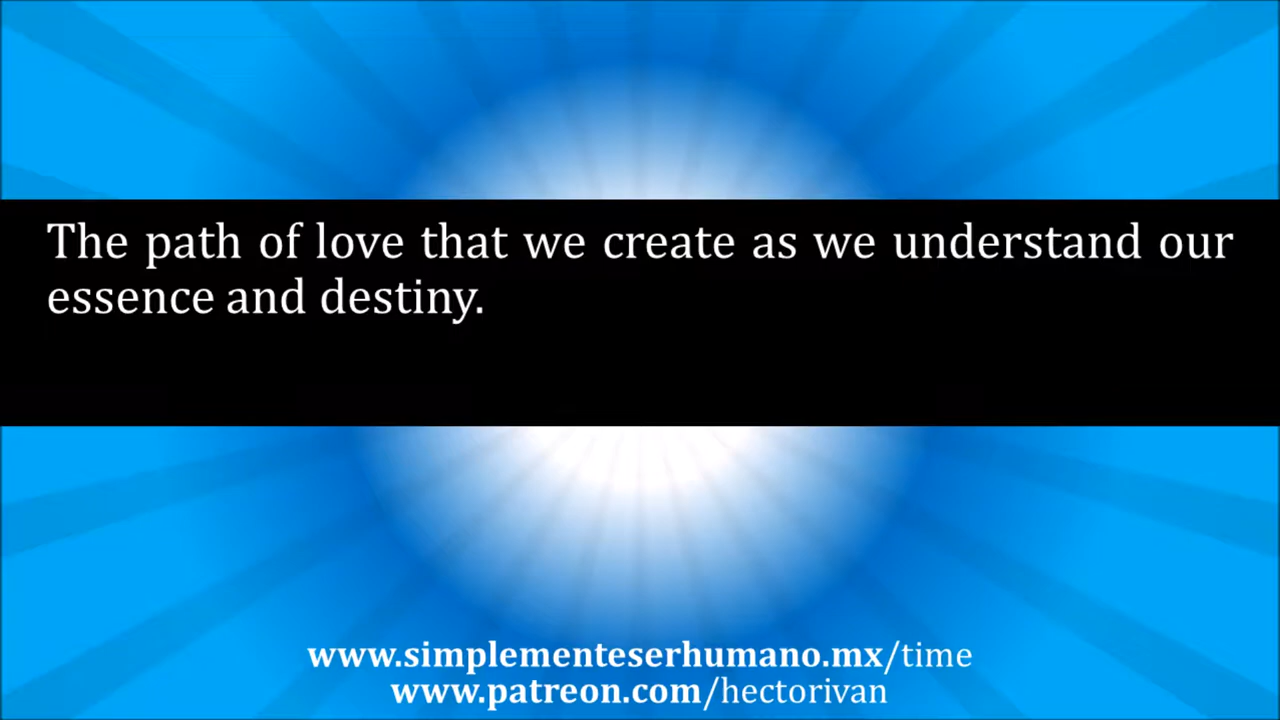 The path of love that we create as we understand our
essence and destiny.
www.simplementeserhumano.mx/time
www.patreon.com/hectorivan